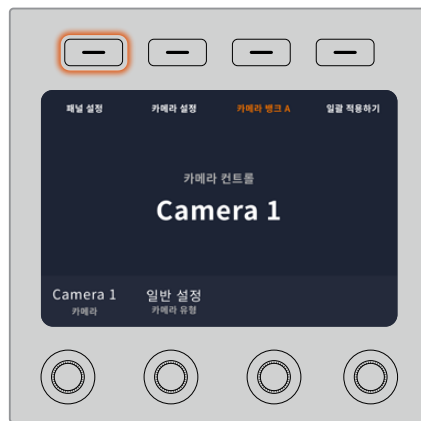 패널 설정 카메라 설정 카메라 뱅크 A 일괄 적용하기
카메라 컨트롤
Camera 1
Camera 1 일반 설정
카메라 카메라 유형